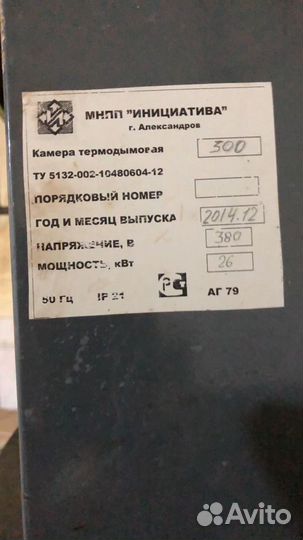 МНПП "ИНИЦИАТИВА"
г. Александров
Камера термодымовая 300
ТУ 5132-002-10480604-12
ПОРЯДКОВЫЙ НОМЕР
ГОД И МЕСЯЦ ВЫПУСКА 2014.12
НАПРЯЖЕНИЕ, В 380
МОЩНОСТЬ, кВт 26
50 Гц IP 21 РС АГ 79
Avito